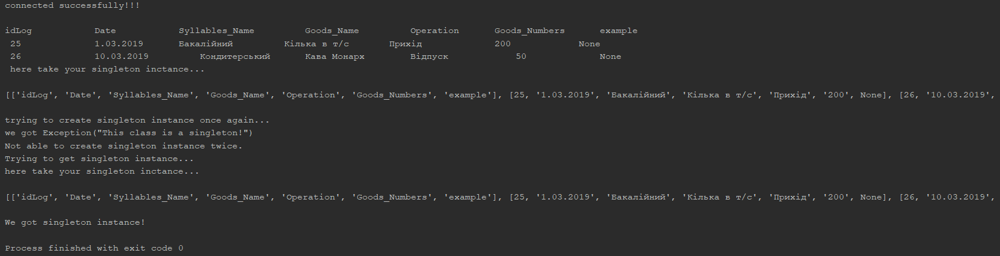 connected successfully!!!
idLog Date Syllables_Name Goods_Name Operation Goods_Numbers example
25 1.03.2019 Бакалійний Кілька в т/с Прихід 200 None
26 10.03.2019 Кондитерський Кава Монарх Відпуск 50 None
here take your singleton inctance...
[['idLog', 'Date', 'Syllables_Name', 'Goods_Name', 'Operation', 'Goods_Numbers', 'example'], [25, '1.03.2019', 'Бакалійний', 'Кілька в т/с', 'Прихід', '200', None], [26, '10.03.2019',
trying to create singleton instance once again...
we got Exception("This class is a singleton!")
Not able to create singleton instance twice.
Trying to get singleton instance...
here take your singleton inctance...
[['idLog', 'Date', 'Syllables_Name', 'Goods_Name', 'Operation', 'Goods_Numbers', 'example'], [25, '1.03.2019', 'Бакалійний', 'Кілька в т/с', 'Прихід', '200', None], [26, '10.03.2019',
We got singleton instance!
Process finished with exit code 0